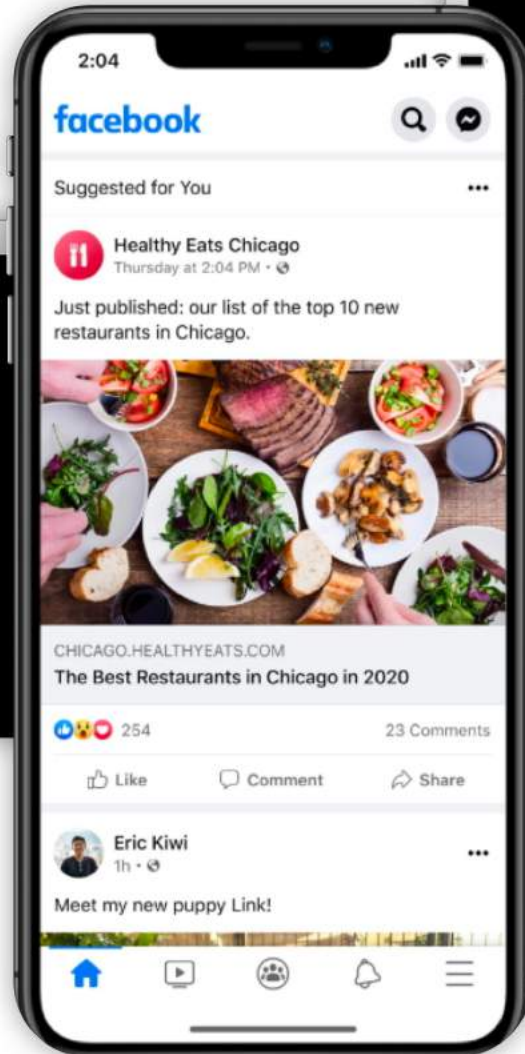 2:04
facebook
Suggested for You
Healthy Eats Chicago
Thursday at 2:04 PM ·
Just published: our list of the top 10 new
restaurants in Chicago.
CHICAGO.HEALTHYEATS.COM
The Best Restaurants in Chicago in 2020
254 23 Comments
Like Comment Share
Eric Kiwi
1h ·
Meet my new puppy Link!